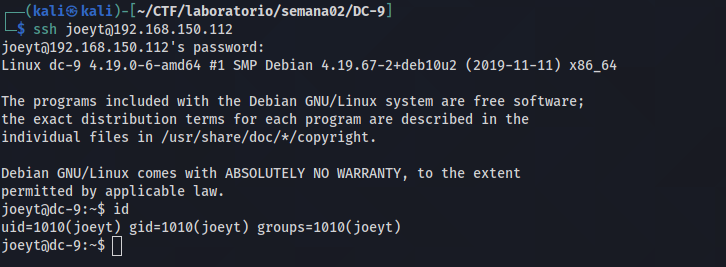 ┌──(kali㉿kali)-[~/CTF/laboratorio/semana02/DC-9]
└─$ ssh joeyt@192.168.150.112
joeyt@192.168.150.112's password:
Linux dc-9 4.19.0-6-amd64 #1 SMP Debian 4.19.67-2+deb10u2 (2019-11-11) x86_64

The programs included with the Debian GNU/Linux system are free software;
the exact distribution terms for each program are described in the
individual files in /usr/share/doc/*/copyright.

Debian GNU/Linux comes with ABSOLUTELY NO WARRANTY, to the extent
permitted by applicable law.
joeyt@dc-9:~$ id
uid=1010(joeyt) gid=1010(joeyt) groups=1010(joeyt)
joeyt@dc-9:~$